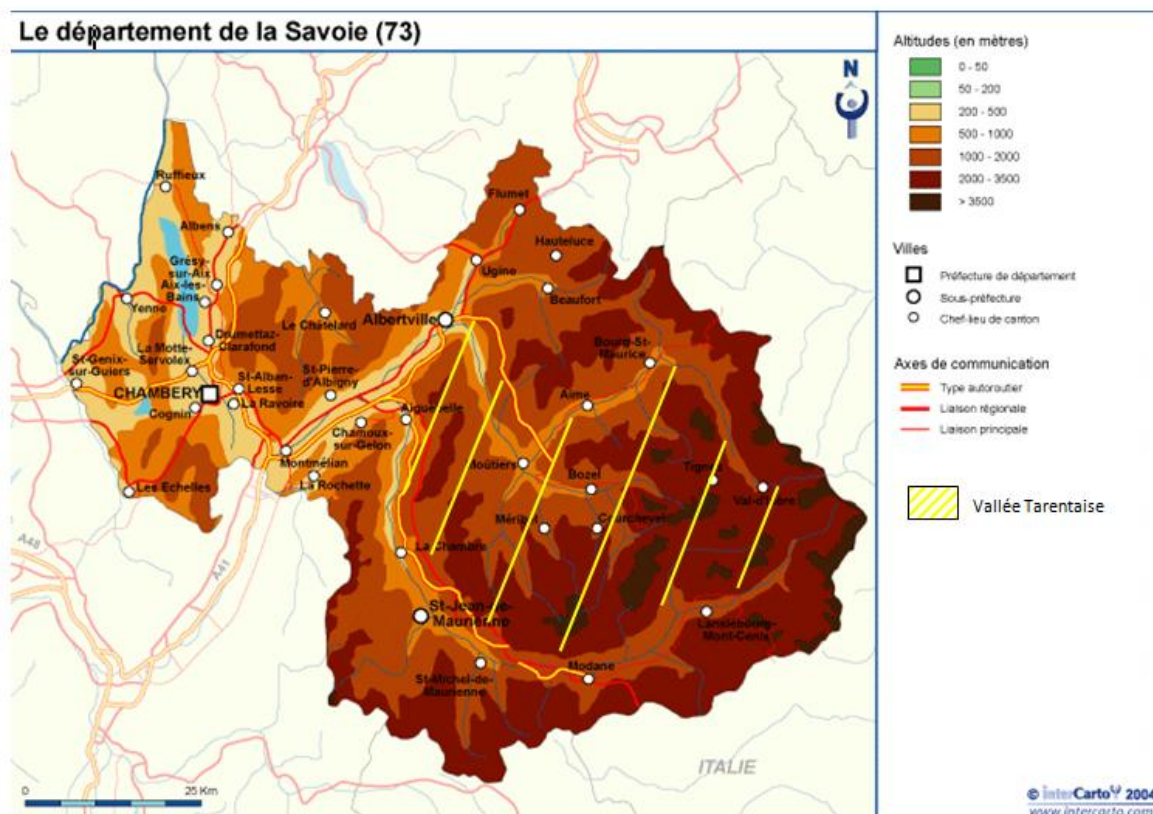 Le département de la Savoie (73)
N
Ruffieux
Albens
Grésy-
sur-Aix
Aix-les-
Bains
Yenne
Drumettaz-
Clarafond
La Motte-
Servolex
St-Genix-
sur-Guiers
CHAMBERY
St-Alban-
Leysse
La Ravoire
Cognin
Les Echelles
Le Châtelard
St-Pierre-
d'Albigny
Montmélian
La Rochette
Chamoux-
sur-Gelon
Aiguebelle
Albertville
Ugine
Flumet
Hauteluce
Beaufort
Bourg-St-
Maurice
Aime
Moûtiers
Bozel
Méribel
Courchevel
Tignes
Val-d'Isère
La Chambre
St-Jean-de-
Maurienne
St-Michel-de-
Maurienne
Modane
Lanslebourg-
Mont-Cenis
A48
A41
ITALIE
0 25 Km
Altitudes (en mètres)
0 - 50
50 - 200
200 - 500
500 - 1000
1000 - 2000
2000 - 3500
> 3500
Villes
Préfecture de département
Sous-préfecture
Chef-lieu de canton
Axes de communication
Type autoroutier
Liaison régionale
Liaison principale
Vallée Tarentaise
© interCarto 2004
www.intercarto.com